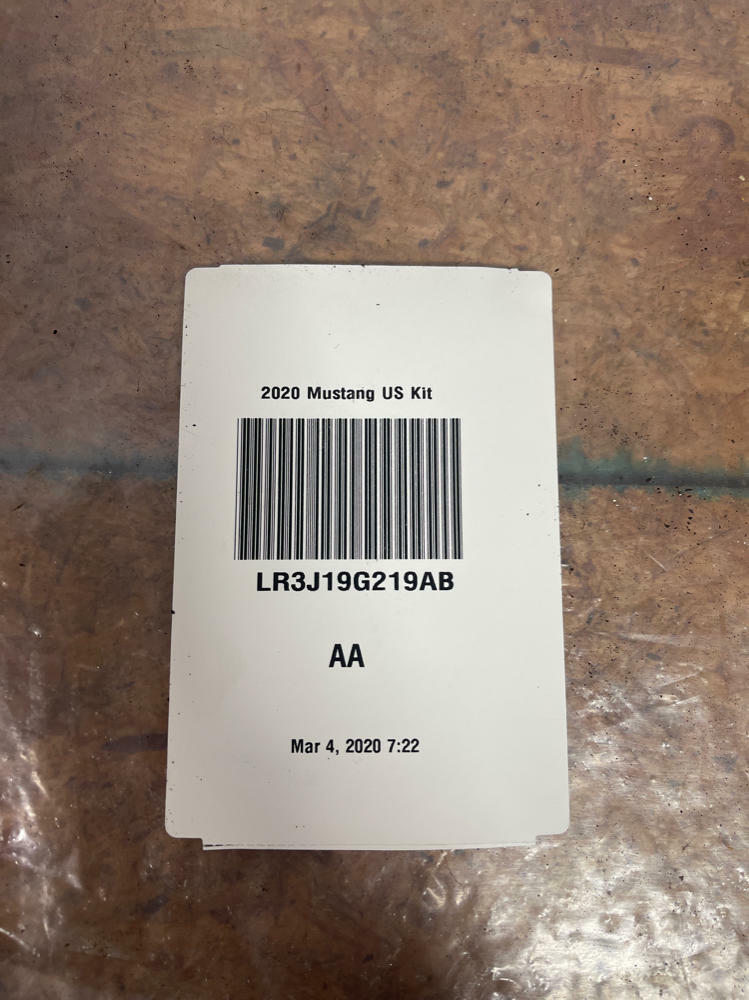 2020 Mustang US Kit
LR3J19G219AB
AA
Mar 4, 2020 7:22